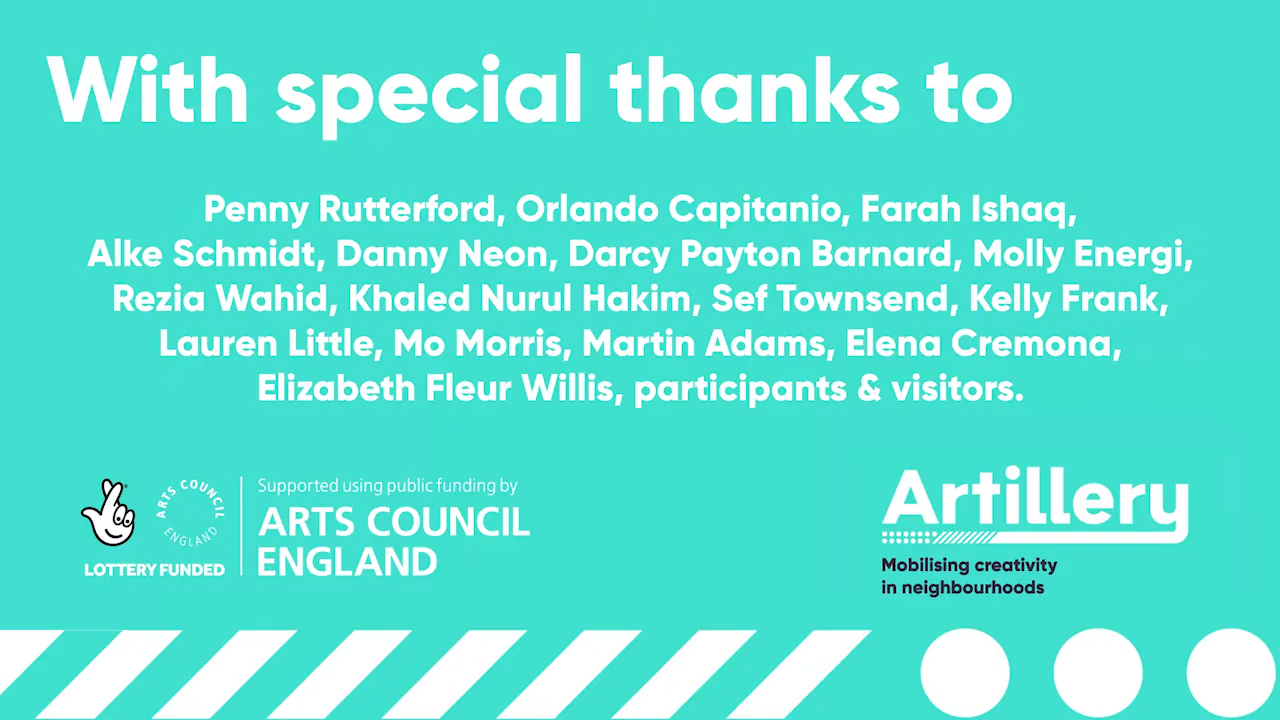 With special thanks to
Penny Rutterford, Orlando Capitanio, Farah Ishaq,
Alke Schmidt, Danny Neon, Darcy Payton Barnard, Molly Energi,
Rezia Wahid, Khaled Nurul Hakim, Sef Townsend, Kelly Frank,
Lauren Little, Mo Morris, Martin Adams, Elena Cremona,
Elizabeth Fleur Willis, participants & visitors.
ARTS COUNCIL
ENGLAND
LOTTERY FUNDED
Supported using public funding by
ARTS COUNCIL
ENGLAND
Artillery
Mobilising creativity
in neighbourhoods